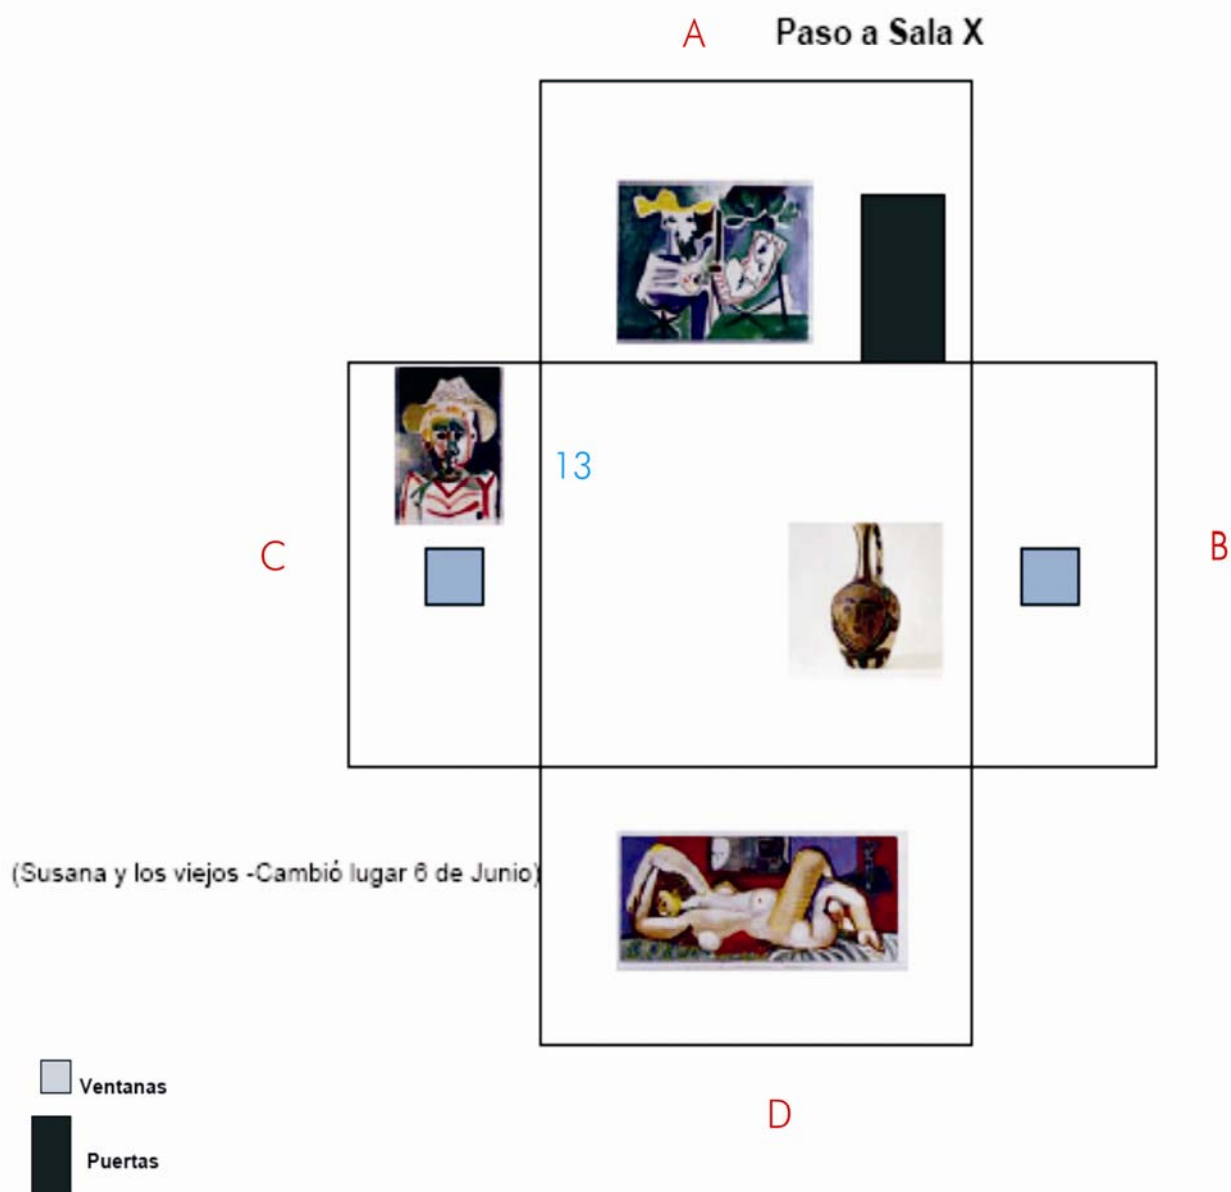 A
Paso a Sala X
13
C
B
(Susana y los viejos -Cambió lugar 6 de Junio)
Ventanas
D
Puertas